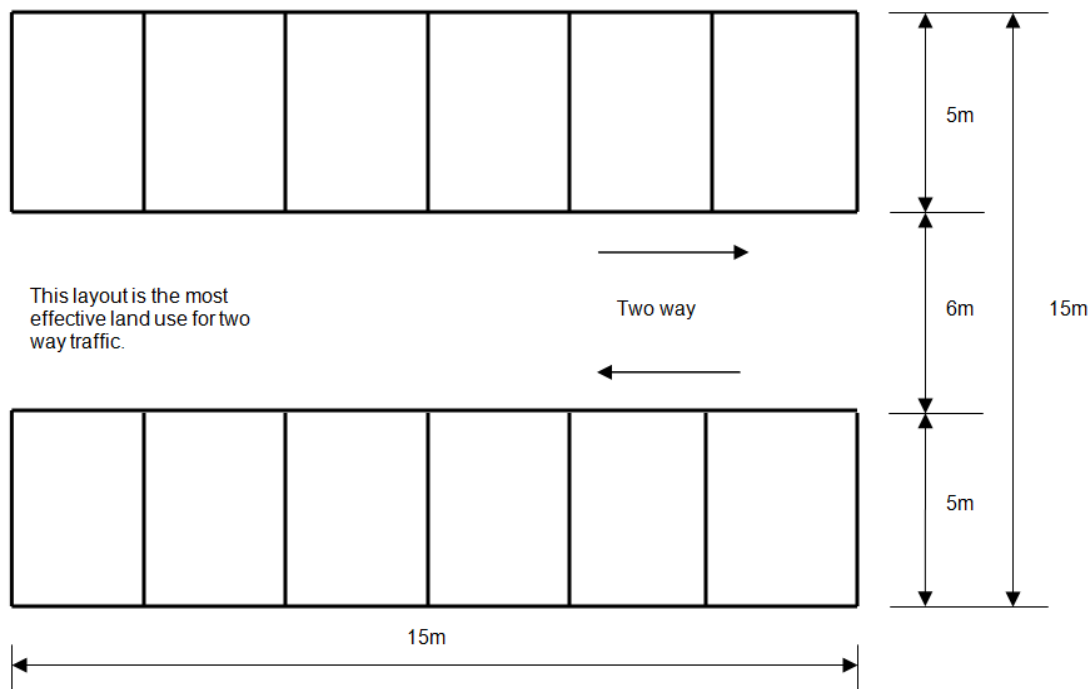 5m
This layout is the most
effective land use for two
way traffic.
Two way
6m
15m
5m
15m